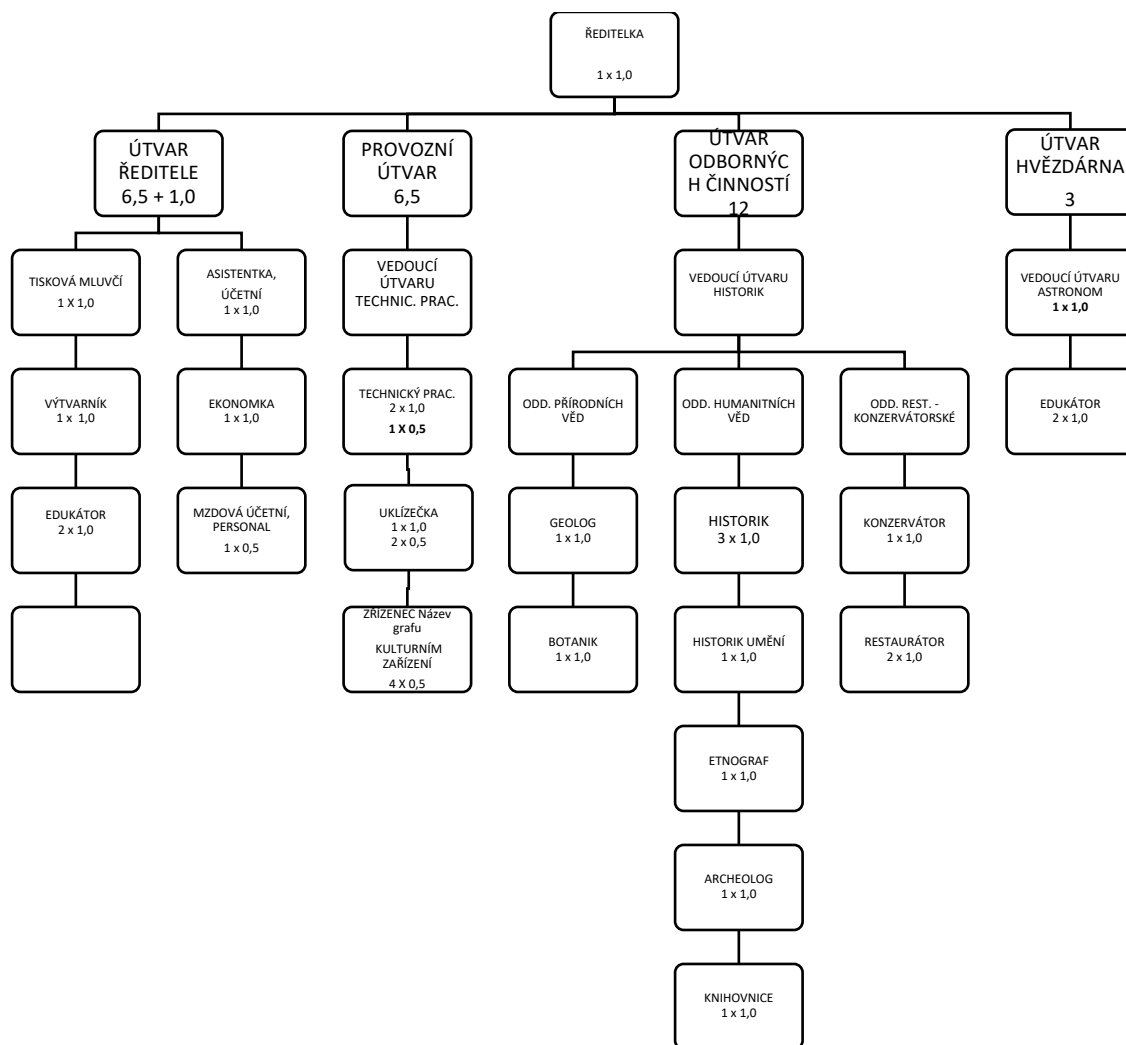 ŘEDITELKA
1 x 1,0
ÚTVAR
ŘEDITELE
6,5 + 1,0
PROVOZNÍ
ÚTVAR
6,5
ÚTVAR
ODBORNÝC
H ČINNOSTÍ
12
ÚTVAR
HVĚZDÁRNA
3
TISKOVÁ MLUVČÍ
1 X 1,0
ASISTENTKA,
ÚČETNÍ
1 x 1,0
VEDOUCÍ
ÚTVARU
TECHNIC. PRAC.
VEDOUCÍ ÚTVARU
HISTORIK
VEDOUCÍ ÚTVARU
ASTRONOM
1 x 1,0
VÝTVARNÍK
1 x 1,0
EKONOMKA
1 x 1,0
TECHNICKÝ PRAC.
2 x 1,0
1 X 0,5
ODD. PŘÍRODNÍCH
VĚD
ODD. HUMANITNÍCH
VĚD
ODD. REST. -
KONZERVÁTORSKÉ
EDUKÁTOR
2 x 1,0
EDUKÁTOR
2 x 1,0
MZDOVÁ ÚČETNÍ,
PERSONAL
1 x 0,5
UKLÍZEČKA
1 x 1,0
2 x 0,5
GEOLOG
1 x 1,0
HISTORIK
3 x 1,0
KONZERVÁTOR
1 x 1,0
ZŘÍZENEC Název
grafu
KULTURNÍM
ZAŘÍZENÍ
4 X 0,5
BOTANIK
1 x 1,0
HISTORIK UMĚNÍ
1 x 1,0
RESTAURÁTOR
2 x 1,0
ETNOGRAF
1 x 1,0
ARCHEOLOG
1 x 1,0
KNIHOVNICE
1 x 1,0